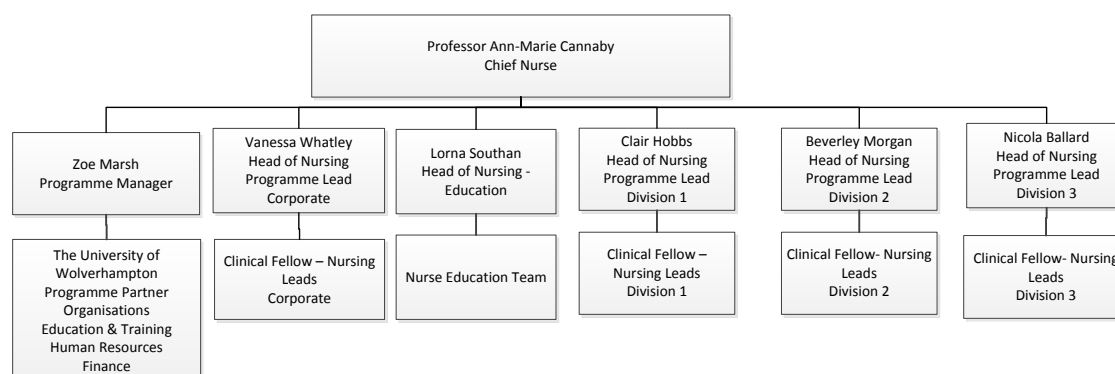 Professor Ann-Marie Cannaby
Chief Nurse
Zoe Marsh
Programme Manager
Vanessa Whatley
Head of Nursing
Programme Lead
Corporate
Lorna Southan
Head of Nursing -
Education
Clair Hobbs
Head of Nursing
Programme Lead
Division 1
Beverley Morgan
Head of Nursing
Programme Lead
Division 2
Nicola Ballard
Head of Nursing
Programme Lead
Division 3
The University of
Wolverhampton
Programme Partner
Organisations
Education & Training
Human Resources
Finance
Clinical Fellow – Nursing
Leads
Corporate
Nurse Education Team
Clinical Fellow –
Nursing Leads
Division 1
Clinical Fellow- Nursing
Leads
Division 2
Clinical Fellow- Nursing
Leads
Division 3